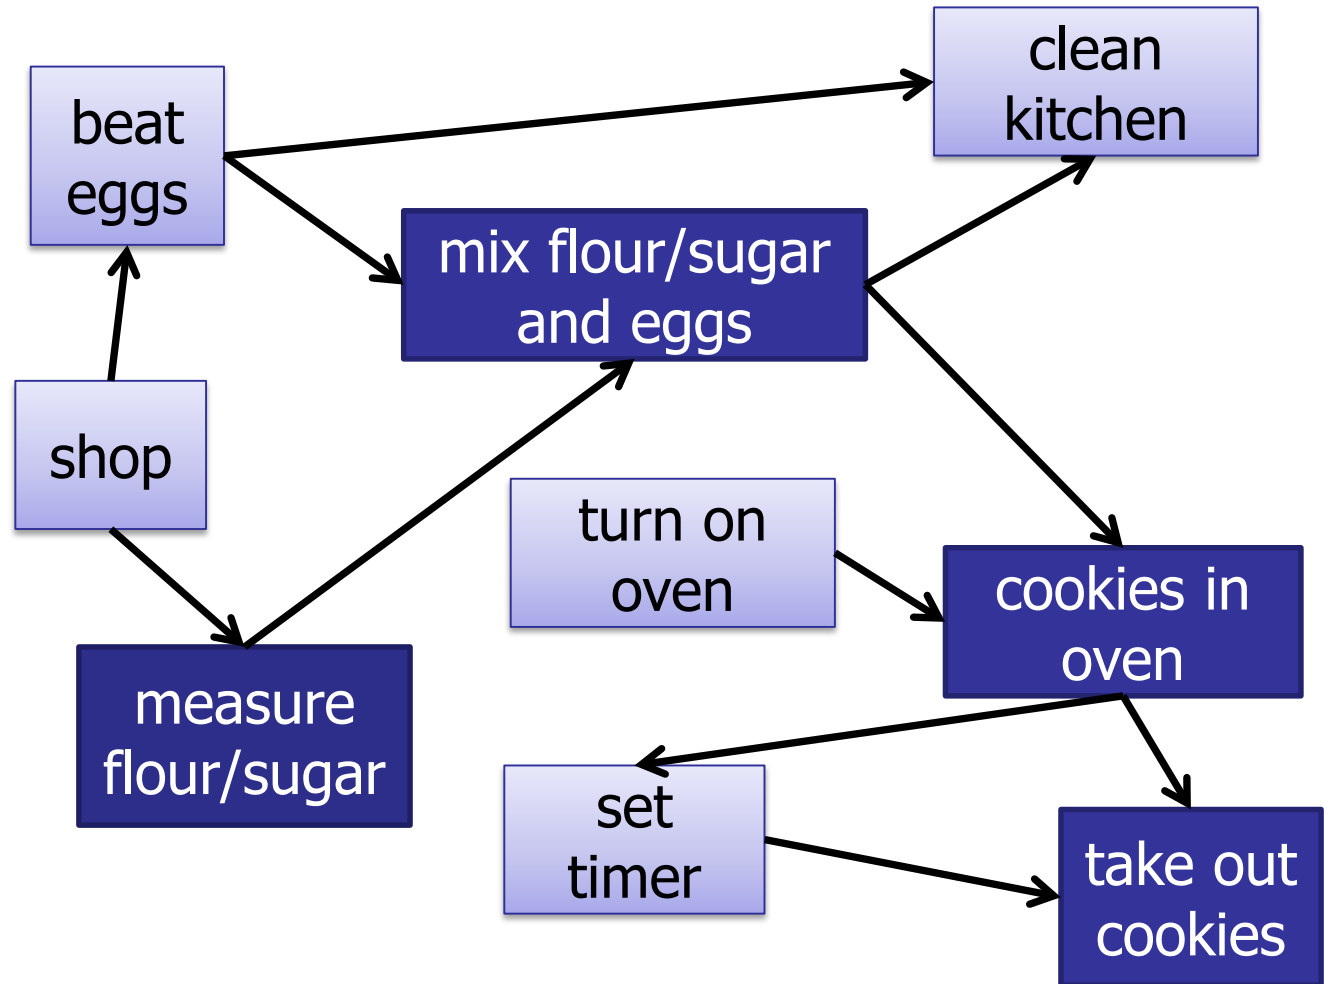 clean
kitchen
beat
eggs
mix flour/sugar
and eggs
shop
turn on
oven
cookies in
oven
measure
flour/sugar
set
timer
take out
cookies